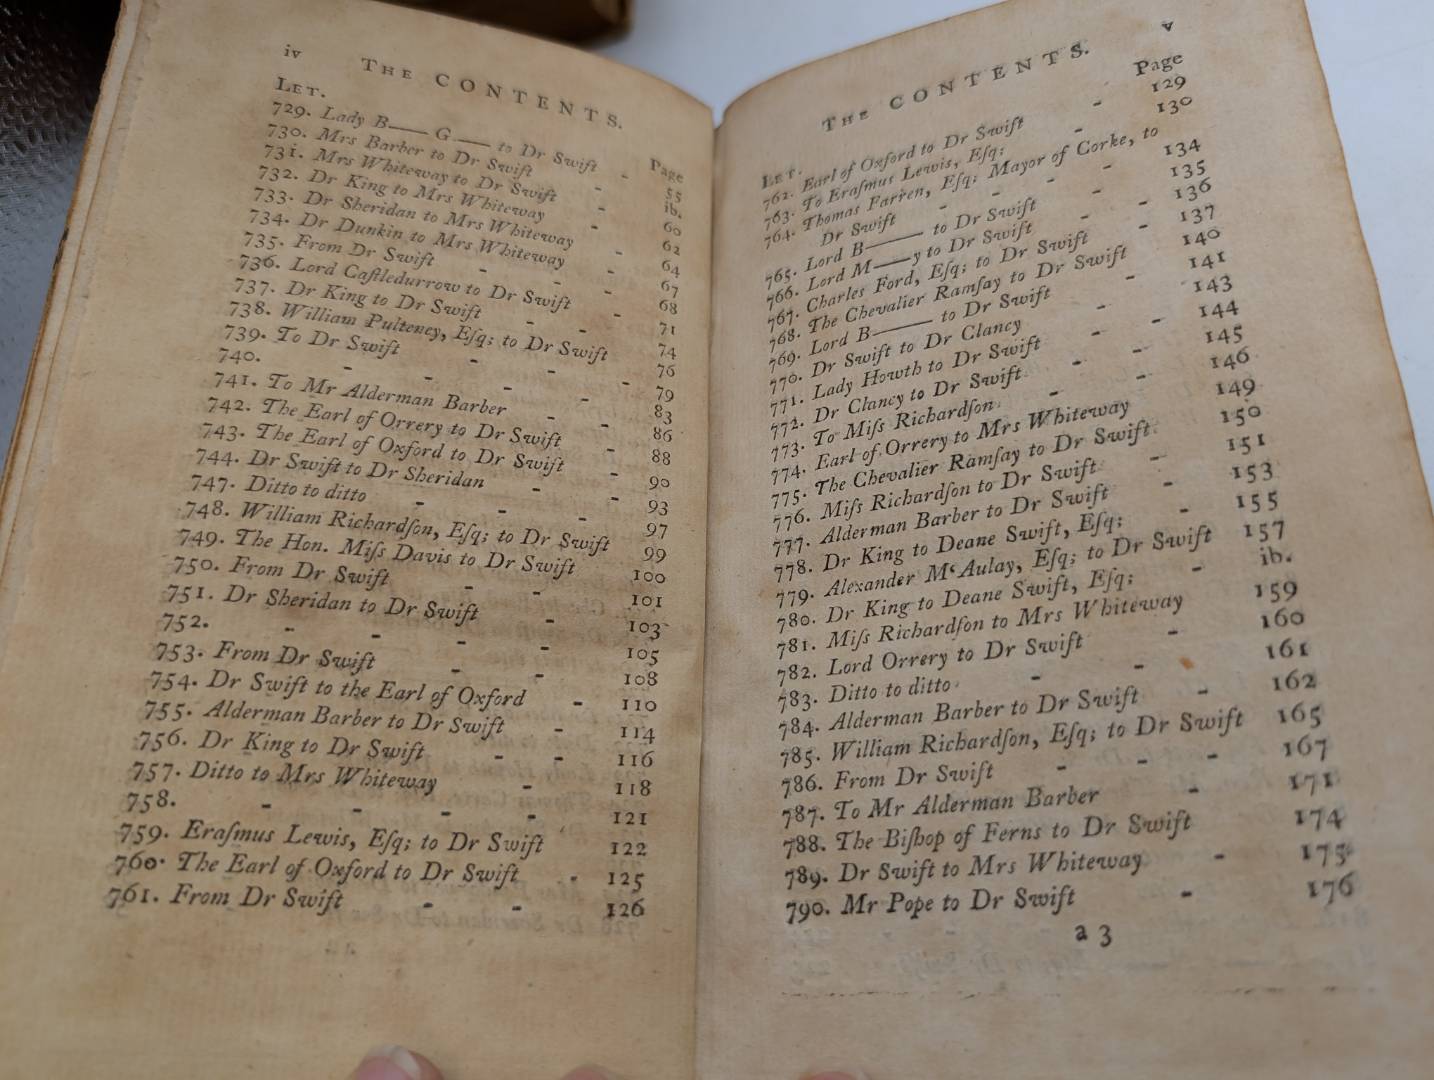 iv THE CONTENTS.
LET. Page
729. Lady B—— G—— to Dr Swift - 55
730. Mrs Barber to Dr Swift - ib.
731. Mrs Whiteway to Dr Swift - 60
732. Dr King to Mrs Whiteway - 62
733. Dr Sheridan to Mrs Whiteway - 64
734. Dr Dunkin to Mrs Whiteway - 67
735. From Dr Swift - - - 68
736. Lord Caſtledurrow to Dr Swift - 71
737. Dr King to Dr Swift - - 74
738. William Pulteney, Eſq; to Dr Swift 76
739. To Dr Swift - - - 79
740. - - - - 83
741. To Mr Alderman Barber - - 86
742. The Earl of Orrery to Dr Swift - 88
743. The Earl of Oxford to Dr Swift - 90
744. Dr Swift to Dr Sheridan - - 93
747. Ditto to ditto - - - 97
748. William Richardſon, Eſq; to Dr Swift 99
749. The Hon. Miſs Davis to Dr Swift 100
750. From Dr Swift - - 101
751. Dr Sheridan to Dr Swift - 103
752. - - - - 105
753. From Dr Swift - - 108
754. Dr Swift to the Earl of Oxford - 110
755. Alderman Barber to Dr Swift - 114
756. Dr King to Dr Swift - - 116
757. Ditto to Mrs Whiteway - 118
758. - - - - 121
759. Eraſmus Lewis, Eſq; to Dr Swift 122
760. The Earl of Oxford to Dr Swift - 125
761. From Dr Swift - - 126
THE CONTENTS. v
LET. Page
762. Earl of Oxford to Dr Swift - 129
763. To Eraſmus Lewis, Eſq; - 130
764. Thomas Farren, Eſq; Mayor of Corke, to
Dr Swift - - - - 134
765. Lord B—— to Dr Swift - 135
766. Lord M——y to Dr Swift - - 136
767. Charles Ford, Eſq; to Dr Swift - 137
768. The Chevalier Ramſay to Dr Swift 140
769. Lord B—— to Dr Swift - 141
770. Dr Swift to Dr Clancy - 143
771. Lady Howth to Dr Swift - - 144
772. Dr Clancy to Dr Swift - - 145
773. To Miſs Richardſon - - 146
774. Earl of Orrery to Mrs Whiteway 149
775. The Chevalier Ramſay to Dr Swift 150
776. Miſs Richardſon to Dr Swift - 151
777. Alderman Barber to Dr Swift - 153
778. Dr King to Deane Swift, Eſq; - 155
779. Alexander Mc Aulay, Eſq; to Dr Swift 157
780. Dr King to Deane Swift, Eſq; - ib.
781. Miſs Richardſon to Mrs Whiteway 159
782. Lord Orrery to Dr Swift - 160
783. Ditto to ditto - - 161
784. Alderman Barber to Dr Swift - 162
785. William Richardſon, Eſq; to Dr Swift 165
786. From Dr Swift - - - 167
787. To Mr Alderman Barber - 171
788. The Biſhop of Ferns to Dr Swift 174
789. Dr Swift to Mrs Whiteway - 175
790. Mr Pope to Dr Swift - 176
a 3